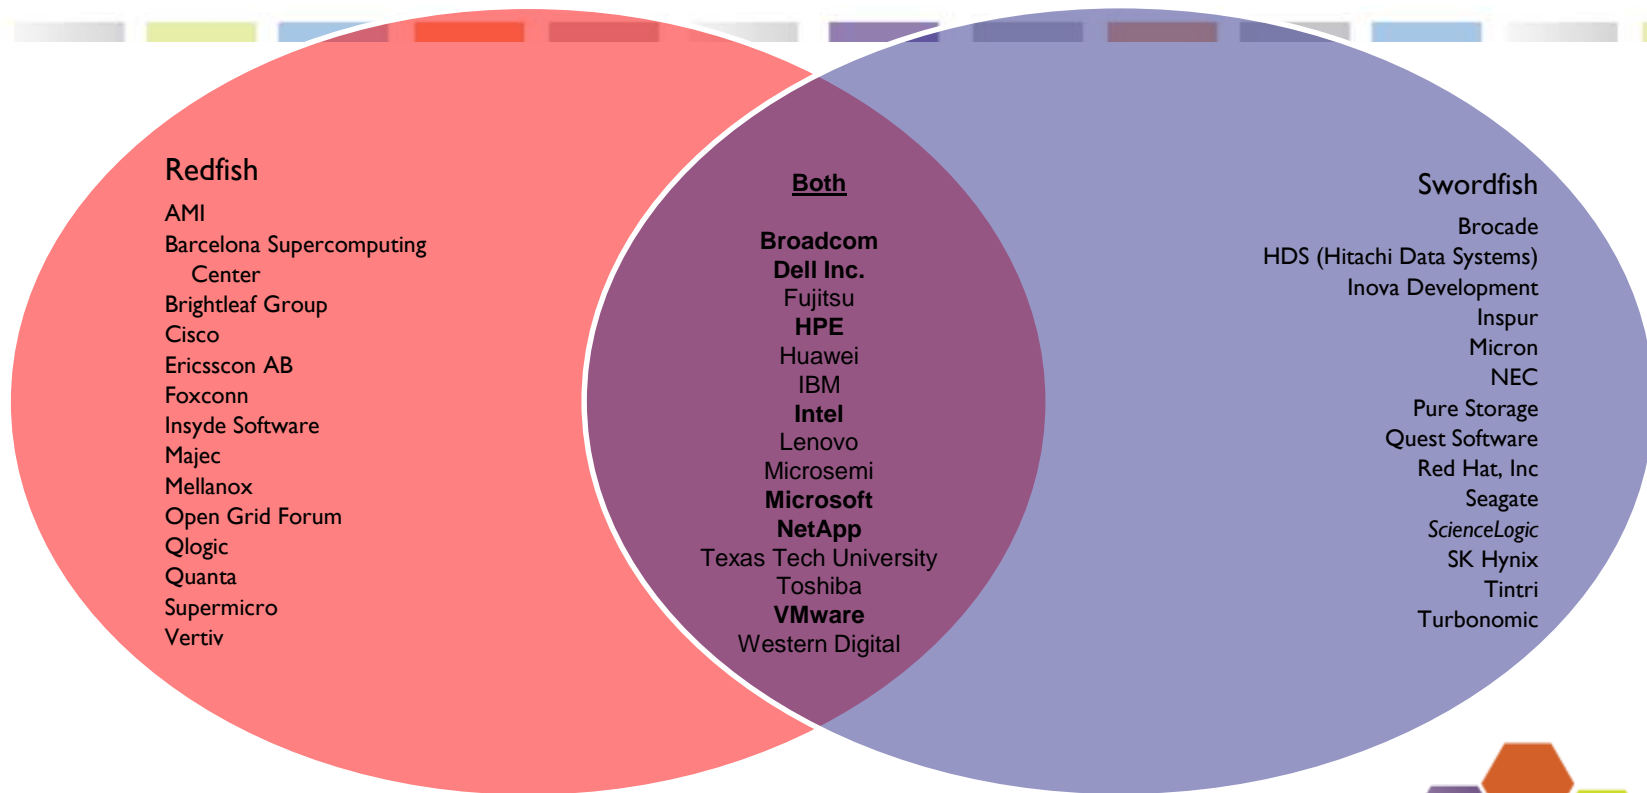 Redfish
AMI
Barcelona Supercomputing
Center
Brightleaf Group
Cisco
Ericsscon AB
Foxconn
Insyde Software
Majec
Mellanox
Open Grid Forum
Qlogic
Quanta
Supermicro
Vertiv
Both
Broadcom
Dell Inc.
Fujitsu
HPE
Huawei
IBM
Intel
Lenovo
Microsemi
Microsoft
NetApp
Texas Tech University
Toshiba
VMware
Western Digital
Swordfish
Brocade
HDS (Hitachi Data Systems)
Inova Development
Inspur
Micron
NEC
Pure Storage
Quest Software
Red Hat, Inc
Seagate
ScienceLogic
SK Hynix
Tintri
Turbonomic